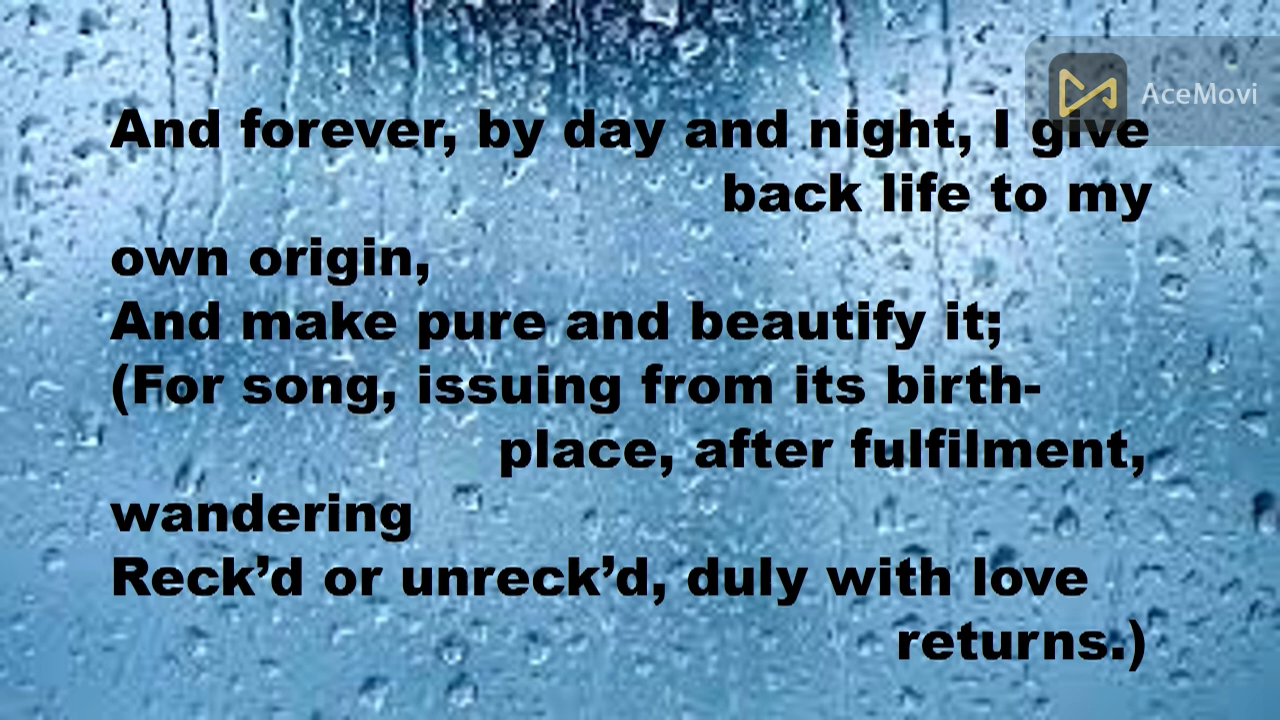 AceMovi
And forever, by day and night, I give
back life to my
own origin,
And make pure and beautify it;
(For song, issuing from its birth-
place, after fulfilment,
wandering
Reck’d or unreck’d, duly with love
returns.)